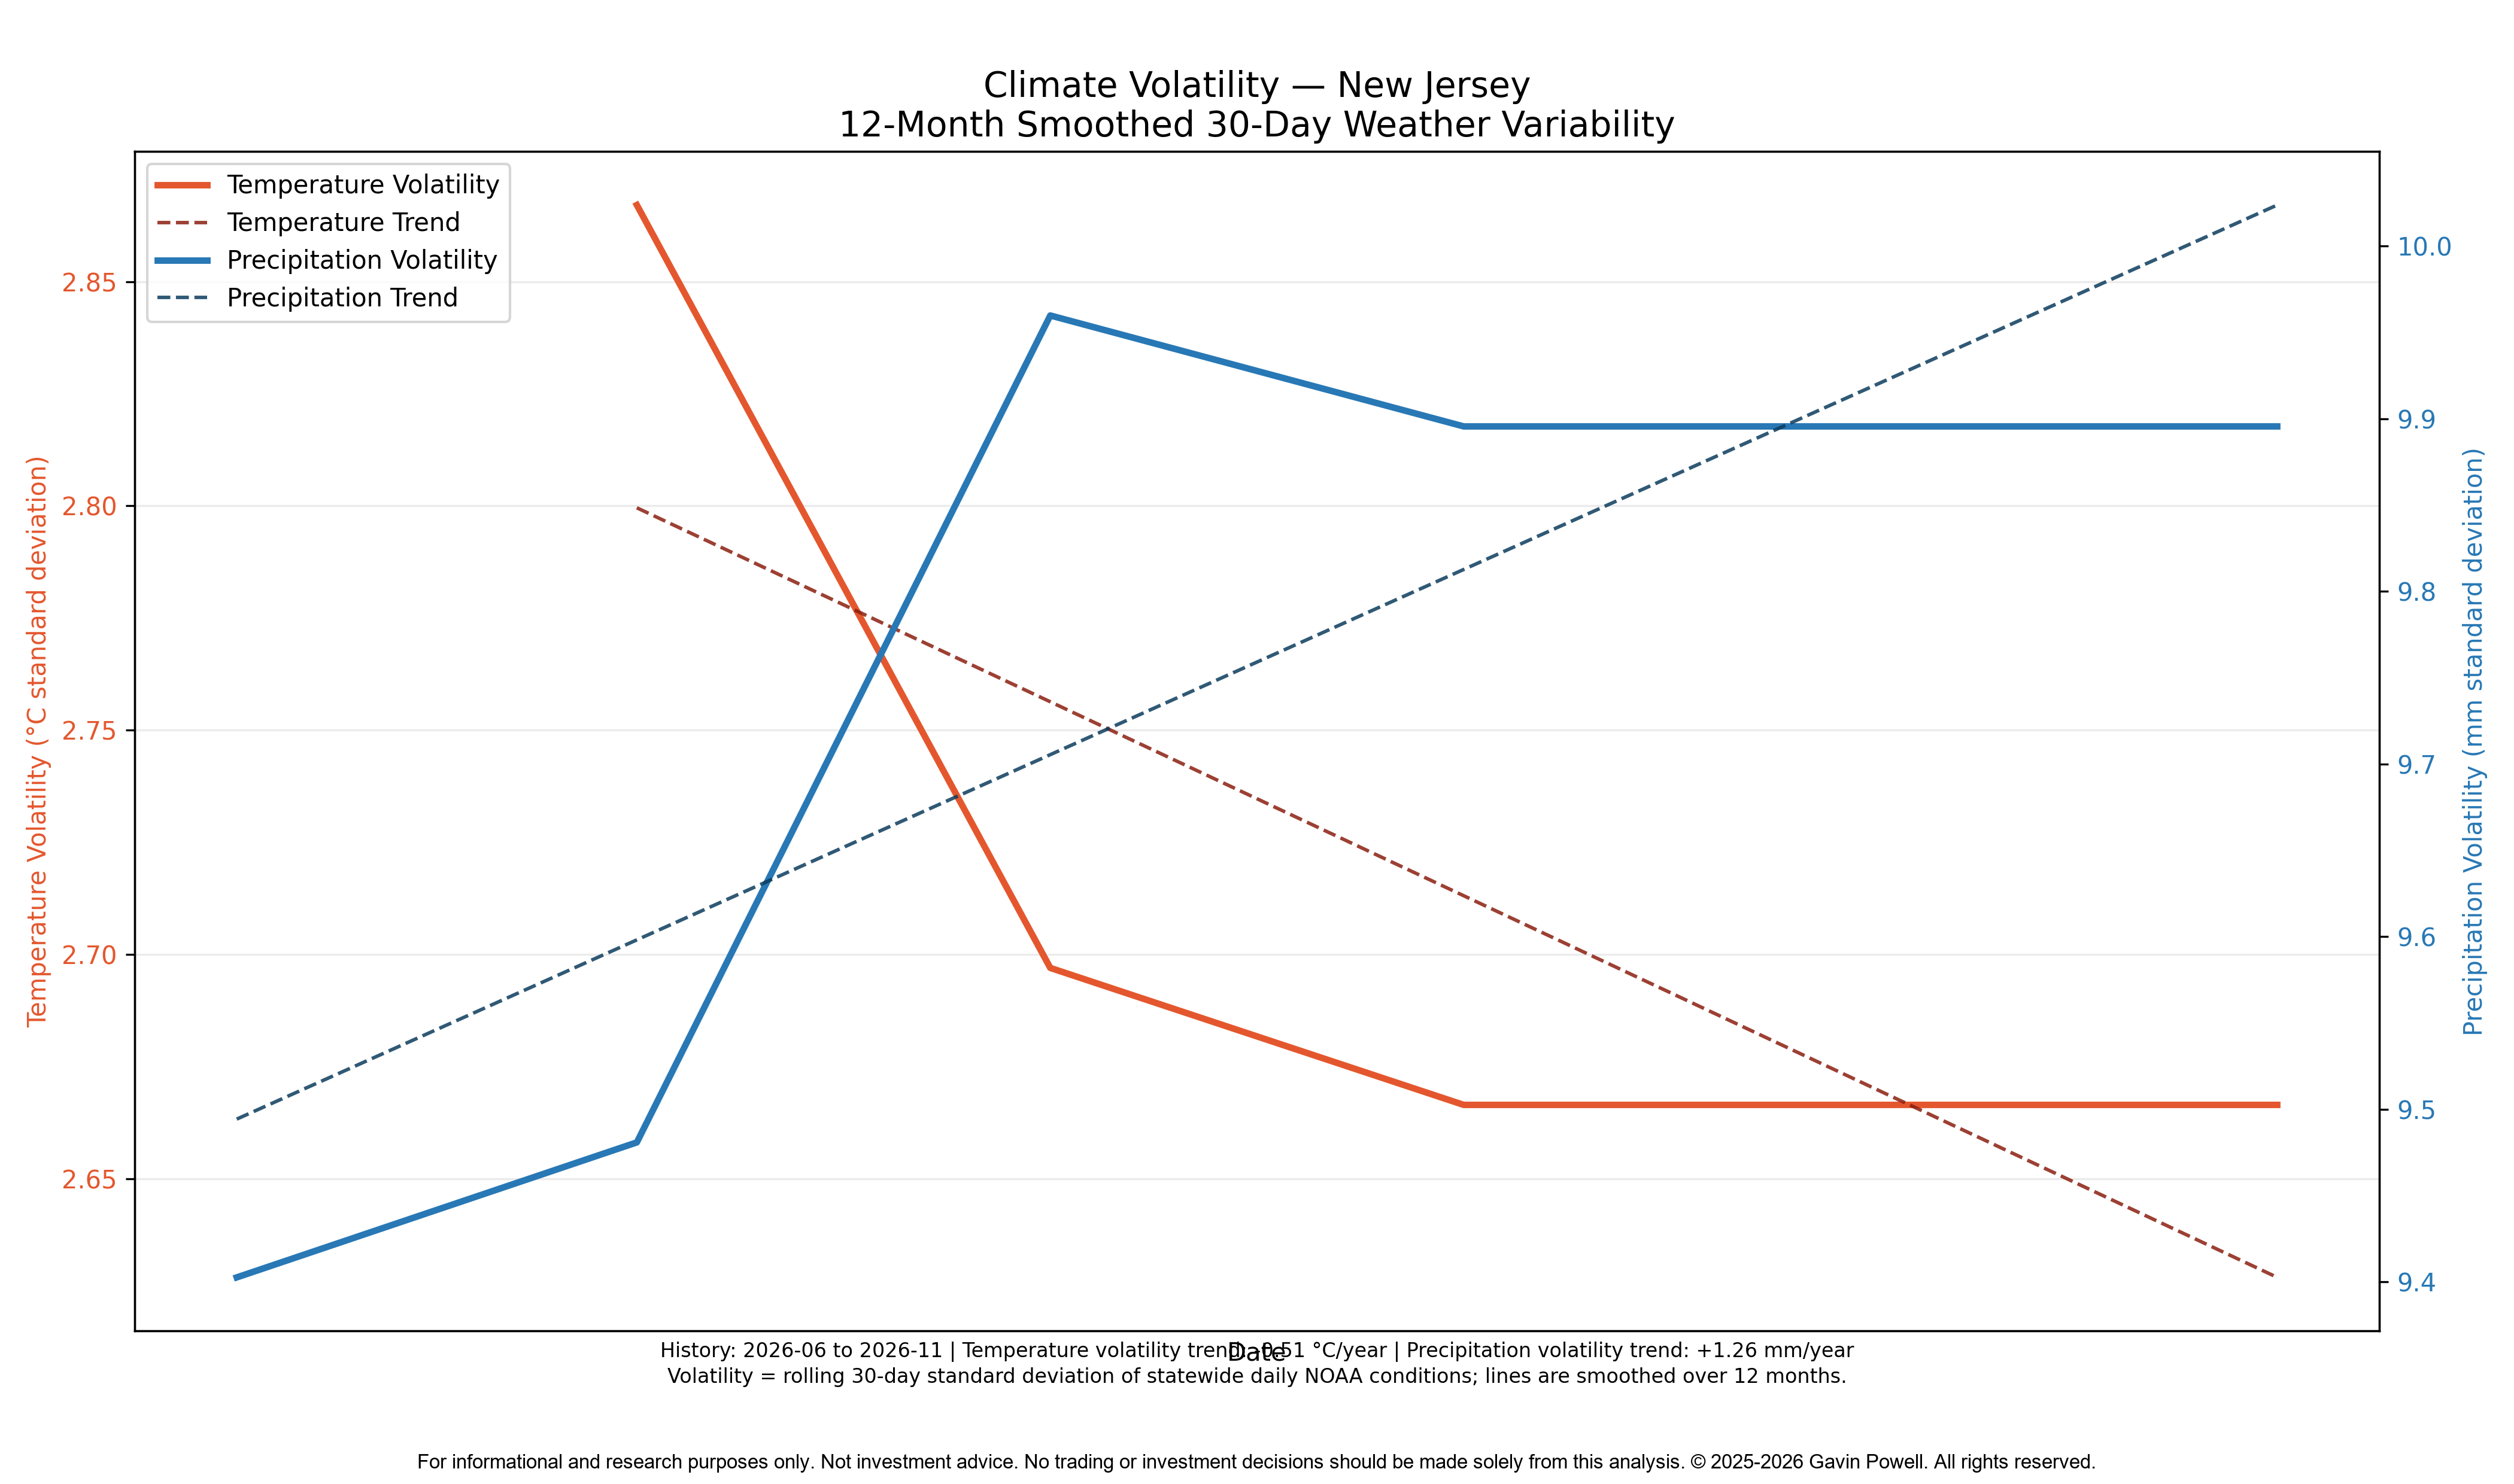 Climate Volatility — New Jersey
12-Month Smoothed 30-Day Weather Variability
Temperature Volatility
Temperature Trend
Precipitation Volatility
Precipitation Trend
Temperature Volatility (°C standard deviation)
2.85
2.80
2.75
2.70
2.65
10.0
9.9
9.8
9.7
9.6
9.5
9.4
Precipitation Volatility (mm standard deviation)
Date
History: 2026-06 to 2026-11 | Temperature volatility trend: -0.51 °C/year | Precipitation volatility trend: +1.26 mm/year
Volatility = rolling 30-day standard deviation of statewide daily NOAA conditions; lines are smoothed over 12 months.
For informational and research purposes only. Not investment advice. No trading or investment decisions should be made solely from this analysis. © 2025-2026 Gavin Powell. All rights reserved.